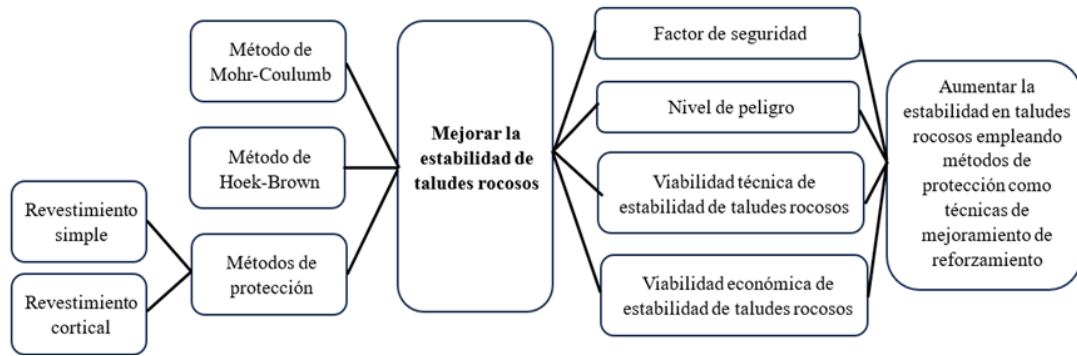 Revestimiento
simple
Revestimiento
cortical
Método de
Mohr-Coulumb
Método de
Hoek-Brown
Métodos de
protección
Mejorar la
estabilidad de
taludes rocosos
Factor de seguridad
Nivel de peligro
Viabilidad técnica de
estabilidad de taludes rocosos
Viabilidad económica de
estabilidad de taludes rocosos
Aumentar la
estabilidad en taludes
rocosos empleando
métodos de
protección como
técnicas de
mejoramiento de
reforzamiento